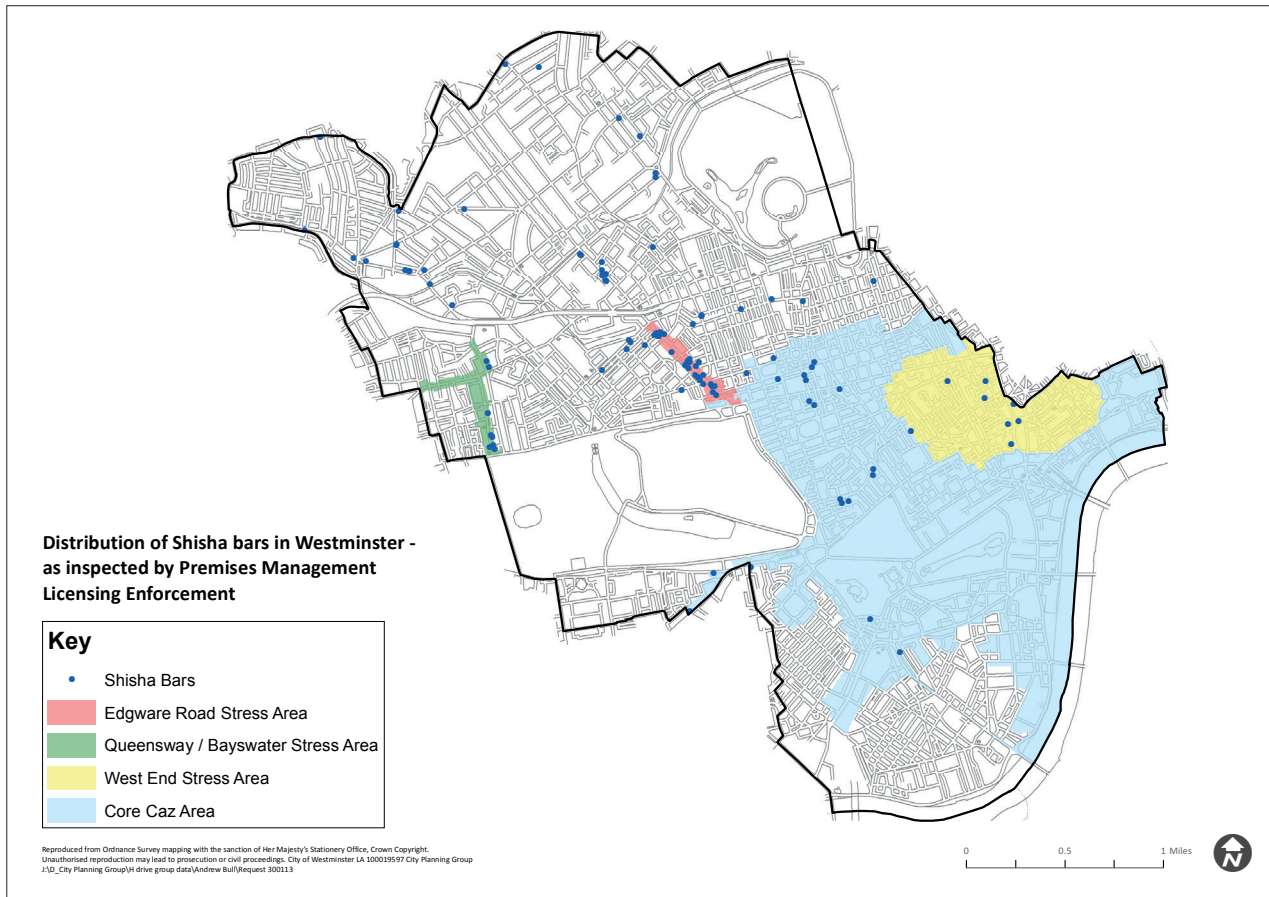 Distribution of Shisha bars in Westminster -
as inspected by Premises Management
Licensing Enforcement
Key
Shisha Bars
Edgware Road Stress Area
Queensway / Bayswater Stress Area
West End Stress Area
Core Caz Area
Reproduced from Ordnance Survey mapping with the sanction of Her Majesty's Stationery Office, Crown Copyright.
Unauthorised reproduction may lead to prosecution or civil proceedings. City of Westminster LA 100019597 City Planning Group
J:\D_City Planning Group\H drive group data\Andrew Bull\Request 300113
0 0.5 1 Miles
N